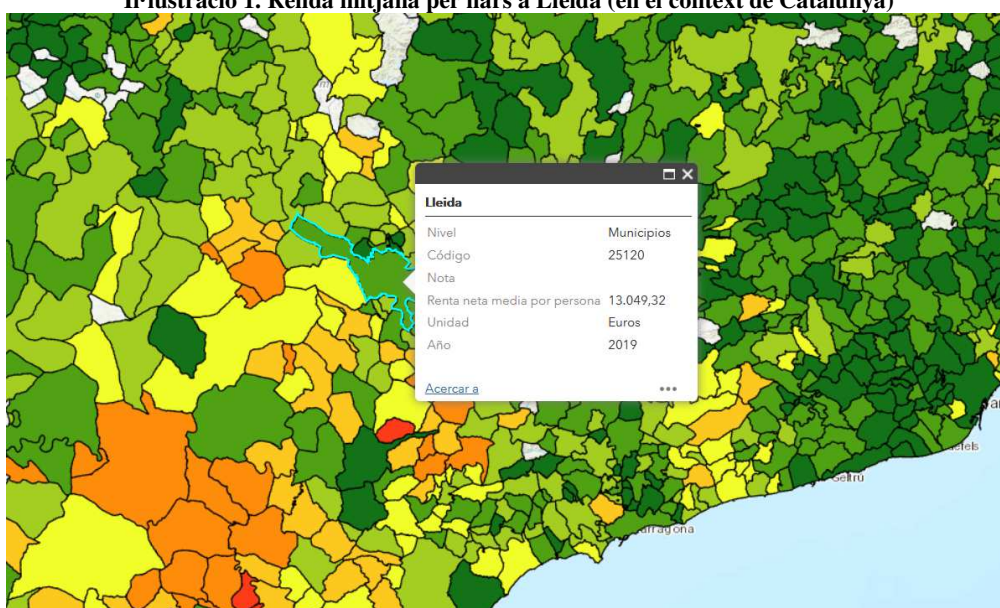 Il·lustració 1. Renda mitjana per llars a Lleida (en el context de Catalunya)
Lleida
Nivel Municipios
Código 25120
Nota
Renta neta media por persona 13.049,32
Unidad Euros
Año 2019
Acercar a
Geltrú